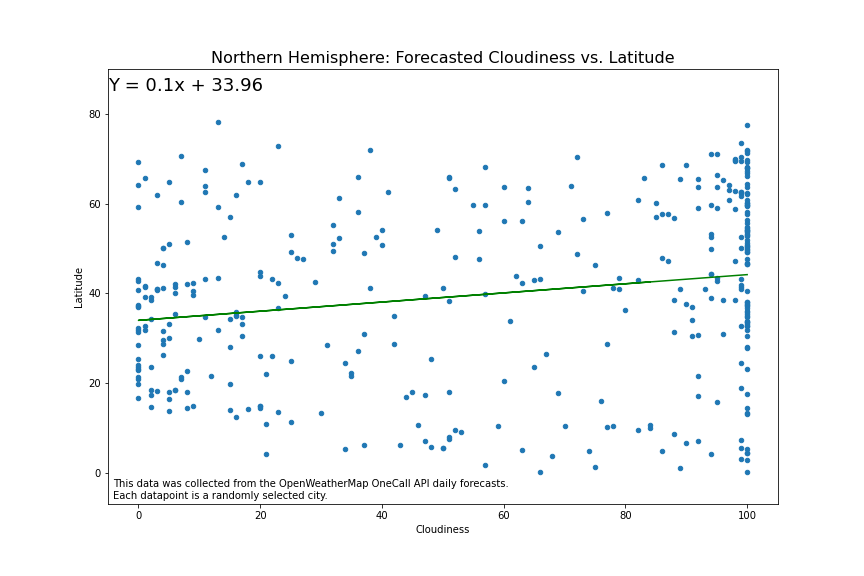 Northern Hemisphere: Forecasted Cloudiness vs. Latitude
Y = 0.1x + 33.96
80
60
40
20
0
Latitude
This data was collected from the OpenWeatherMap OneCall API daily forecasts.
Each datapoint is a randomly selected city.
0 20 40 60 80 100
Cloudiness